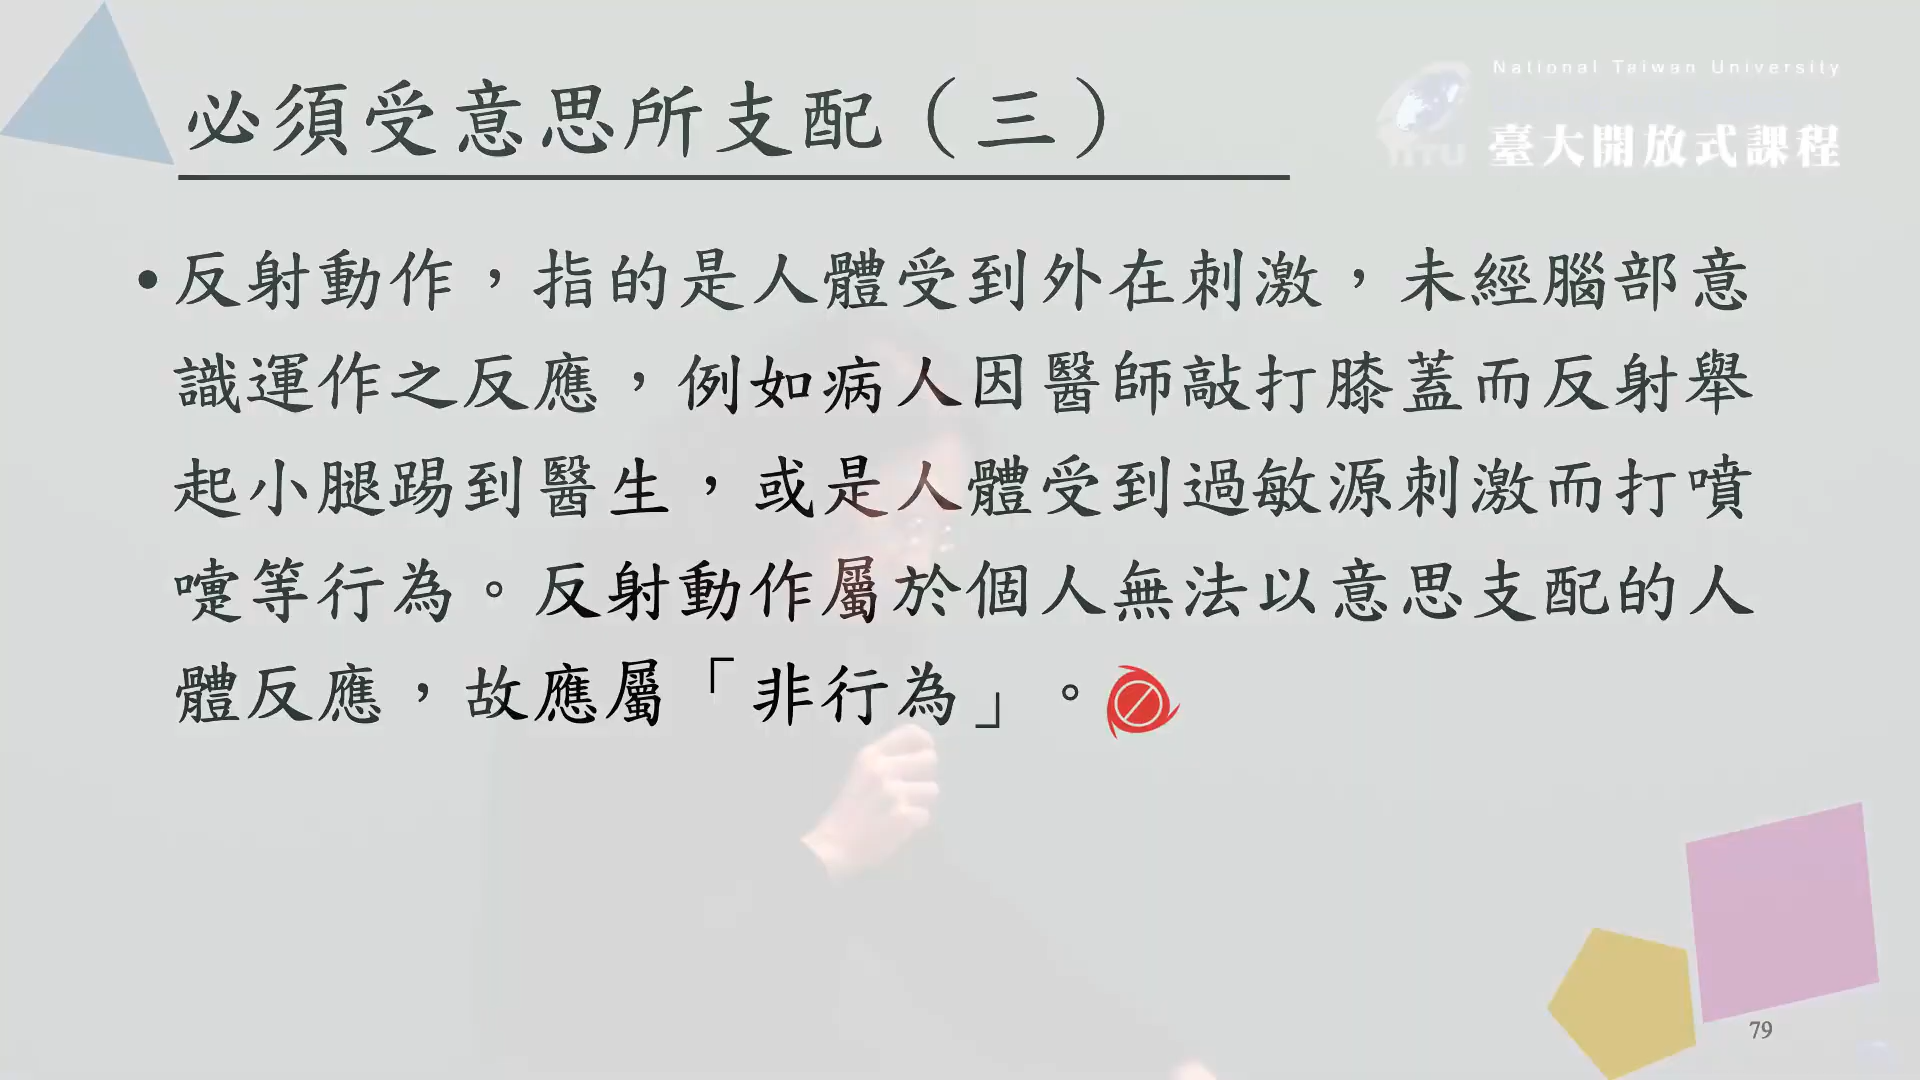 National Taiwan University
臺大開放式課程
必須受意思所支配（三）
•反射動作，指的是人體受到外在刺激，未經腦部意
識運作之反應，例如病人因醫師敲打膝蓋而反射舉
起小腿踢到醫生，或是人體受到過敏源刺激而打噴
嚏等行為。反射動作屬於個人無法以意思支配的人
體反應，故應屬「非行為」。
79